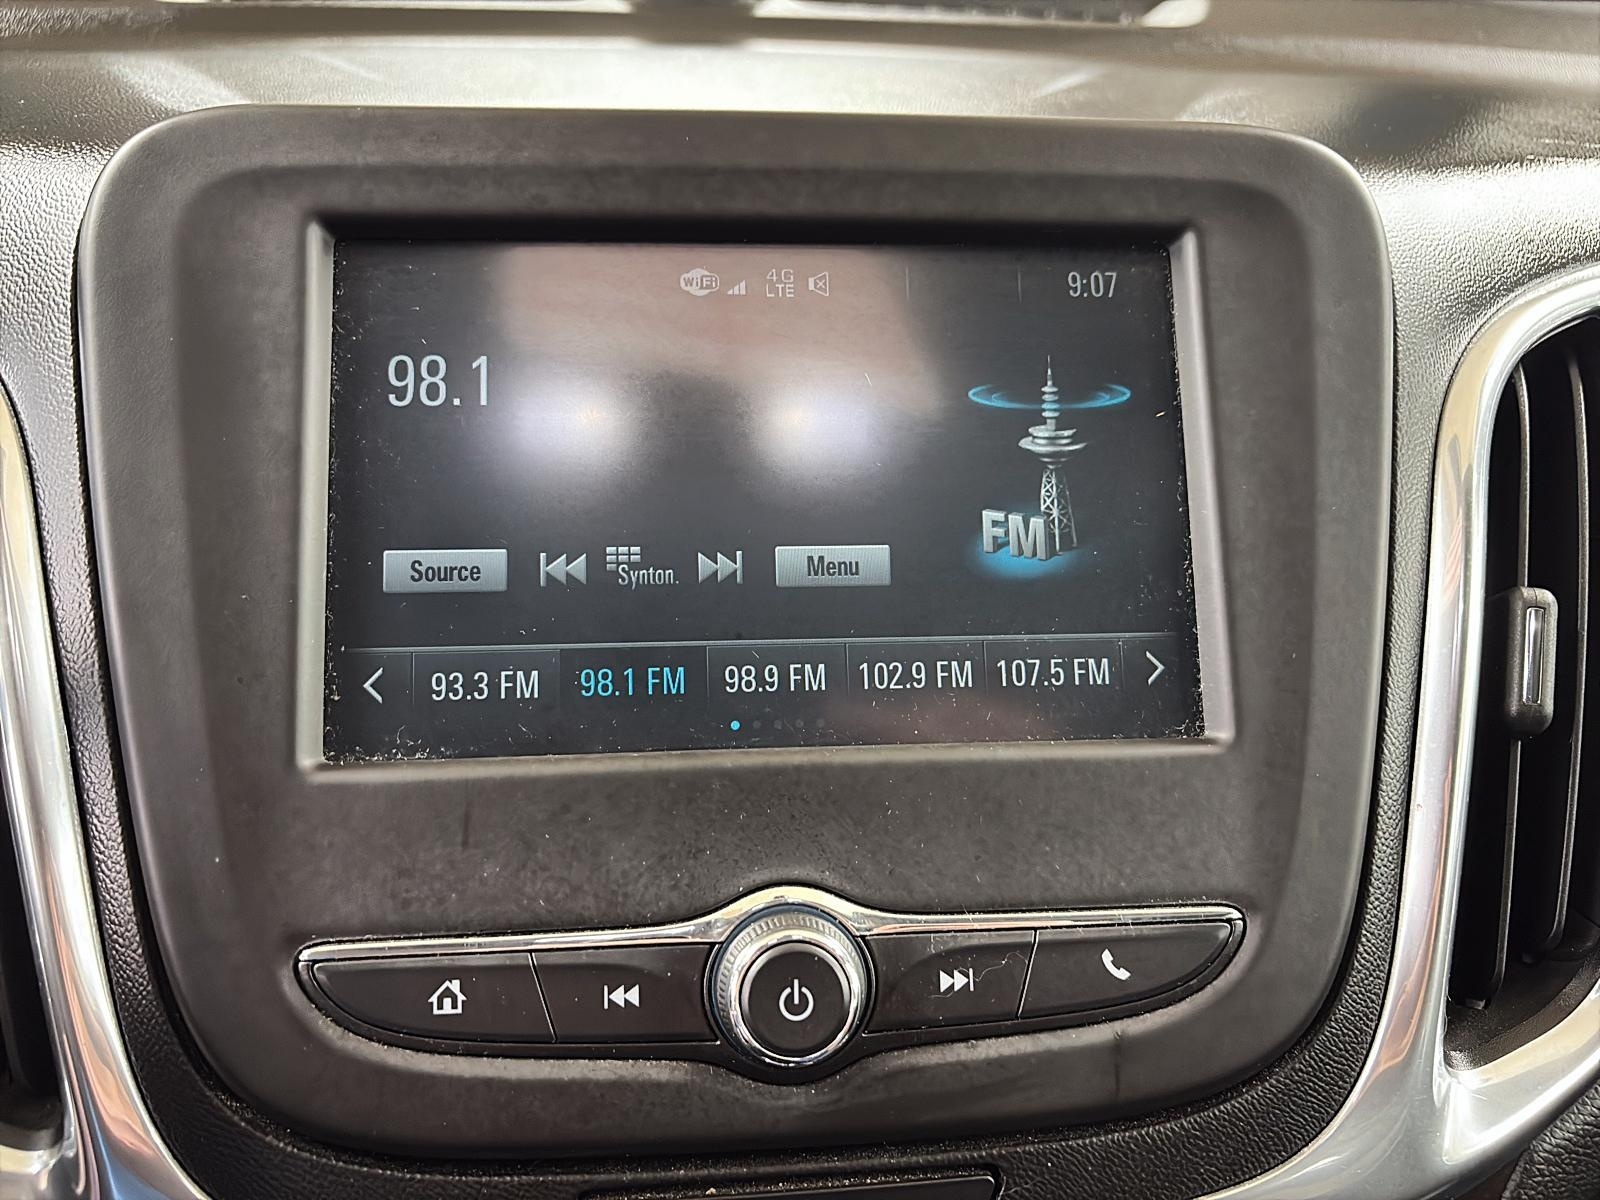 WiFi 4G LTE 9:07
98.1
FM
Source Synton. Menu
93.3 FM 98.1 FM 98.9 FM 102.9 FM 107.5 FM